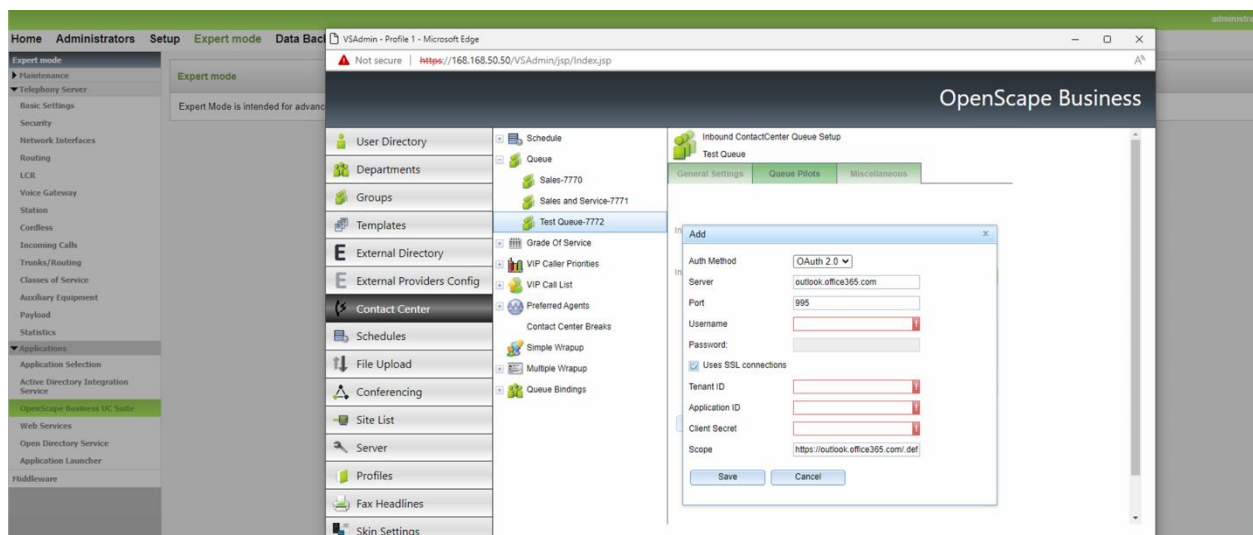 administra
Home Administrators Setup Expert mode Data Back
Expert mode
Maintenance
Telephony Server
Basic Settings
Security
Network Interfaces
Routing
LCR
Voice Gateway
Station
Cordless
Incoming Calls
Trunks/Routing
Classes of Service
Auxiliary Equipment
Payload
Statistics
Applications
Application Selection
Active Directory Integration
Service
OpenScape Business UC Suite
Web Services
Open Directory Service
Application Launcher
Middleware
Expert mode
Expert Mode is intended for advanc
VSAdmin - Profile 1 - Microsoft Edge
Not secure | https://168.168.50.50/VSAdmin/jsp/Index.jsp
OpenScape Business
User Directory
Departments
Groups
Templates
External Directory
External Providers Config
Contact Center
Schedules
File Upload
Conferencing
Site List
Server
Profiles
Fax Headlines
Skin Settings
Schedule
Queue
Sales-7770
Sales and Service-7771
Test Queue-7772
Grade Of Service
VIP Caller Priorities
VIP Call List
Preferred Agents
Contact Center Breaks
Simple Wrapup
Multiple Wrapup
Queue Bindings
Inbound ContactCenter Queue Setup
Test Queue
General Settings Queue Pilots Miscellaneous
In
In
Add x
Auth Method OAuth 2.0
Server outlook.office365.com
Port 995
Username
Password:
Uses SSL connections
Tenant ID
Application ID
Client Secret
Scope https://outlook.office365.com/.def
Save Cancel